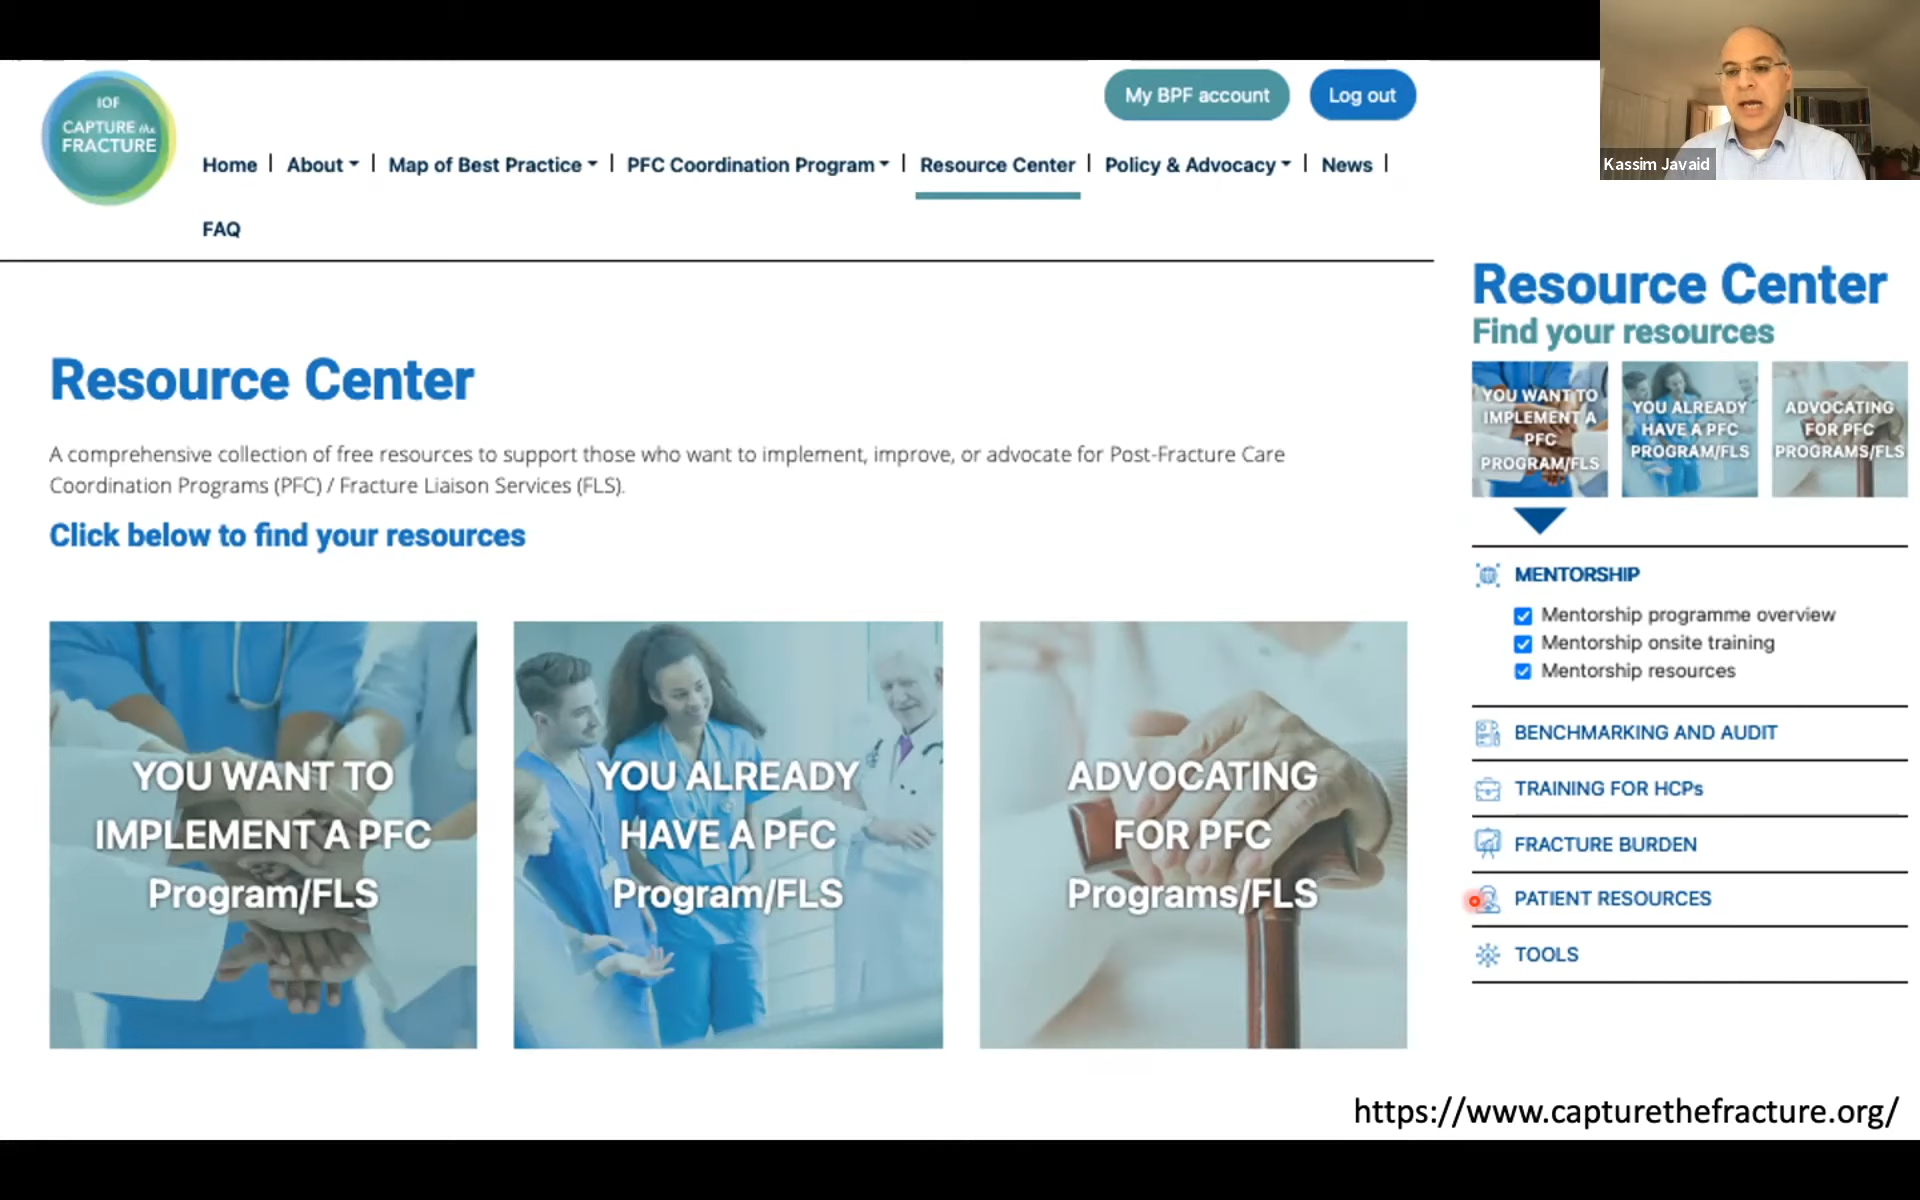 IOF
CAPTURE the
FRACTURE
My BPF account
Log out
Home | About | Map of Best Practice | PFC Coordination Program | Resource Center | Policy & Advocacy | News |
FAQ
Kassim Javaid
Resource Center
A comprehensive collection of free resources to support those who want to implement, improve, or advocate for Post-Fracture Care
Coordination Programs (PFC) / Fracture Liaison Services (FLS).
Click below to find your resources
YOU WANT TO
IMPLEMENT A PFC
Program/FLS
YOU ALREADY
HAVE A PFC
Program/FLS
ADVOCATING
FOR PFC
Programs/FLS
Resource Center
Find your resources
YOU WANT TO
IMPLEMENT A
PFC
PROGRAM/FLS
YOU ALREADY
HAVE A PFC
PROGRAM/FLS
ADVOCATING
FOR PFC
PROGRAMS/FLS
MENTORSHIP
Mentorship programme overview
Mentorship onsite training
Mentorship resources
BENCHMARKING AND AUDIT
TRAINING FOR HCPs
FRACTURE BURDEN
PATIENT RESOURCES
TOOLS
https://www.capturethefracture.org/